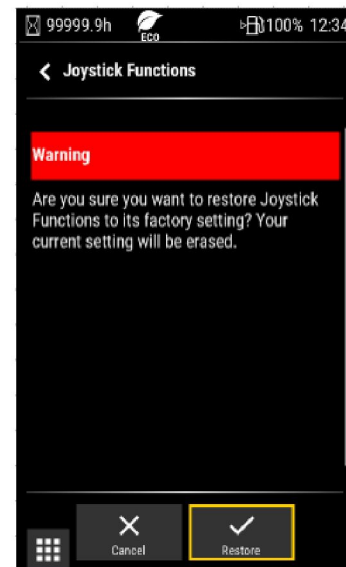 99999.9h ECO 100% 12:34
Joystick Functions
Warning
Are you sure you want to restore Joystick
Functions to its factory setting? Your
current setting will be erased.
Cancel Restore